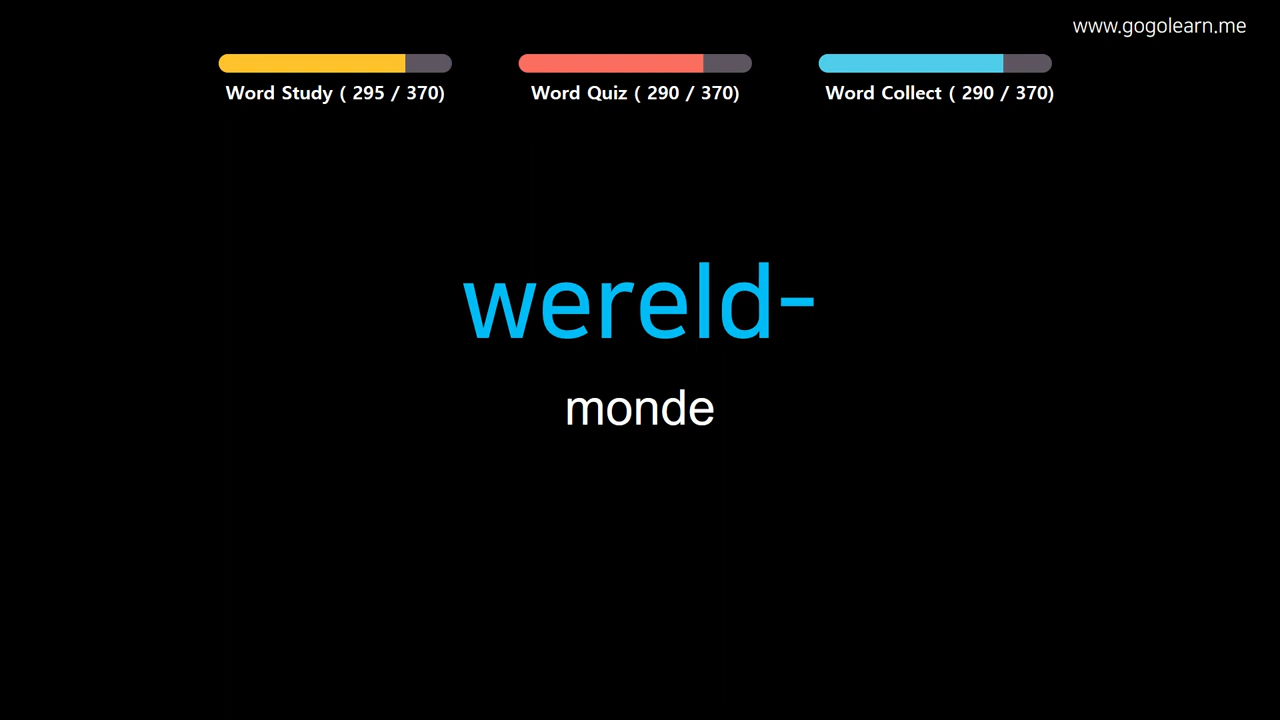 www.gogolearn.me
Word Study ( 295 / 370)
Word Quiz ( 290 / 370)
Word Collect ( 290 / 370)
wereld-
monde